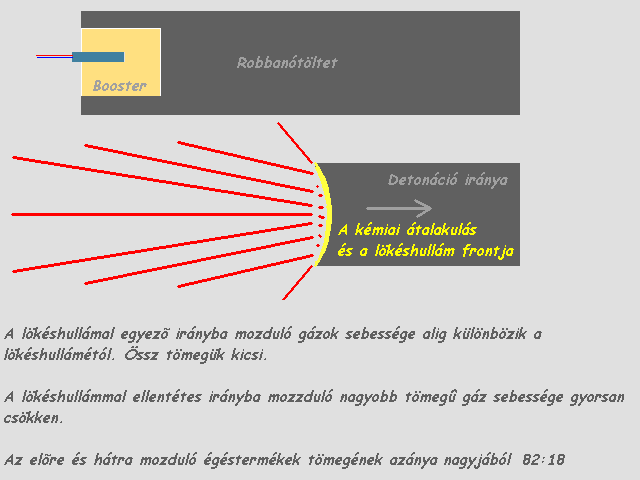 Robbanótöltet
Booster
Detonáció iránya
A kémiai átalakulás
és a lökéshullám frontja
A lökéshullámal egyezõ irányba mozduló gázok sebessége alig különbözik a
lökéshullámétól. Össz tömegük kicsi.
A lökéshullámmal ellentétes irányba mozzduló nagyobb tömegû gáz sebessége gyorsan
csökken.
Az elõre és hátra mozduló égéstermékek tömegének azánya nagyjából 82:18